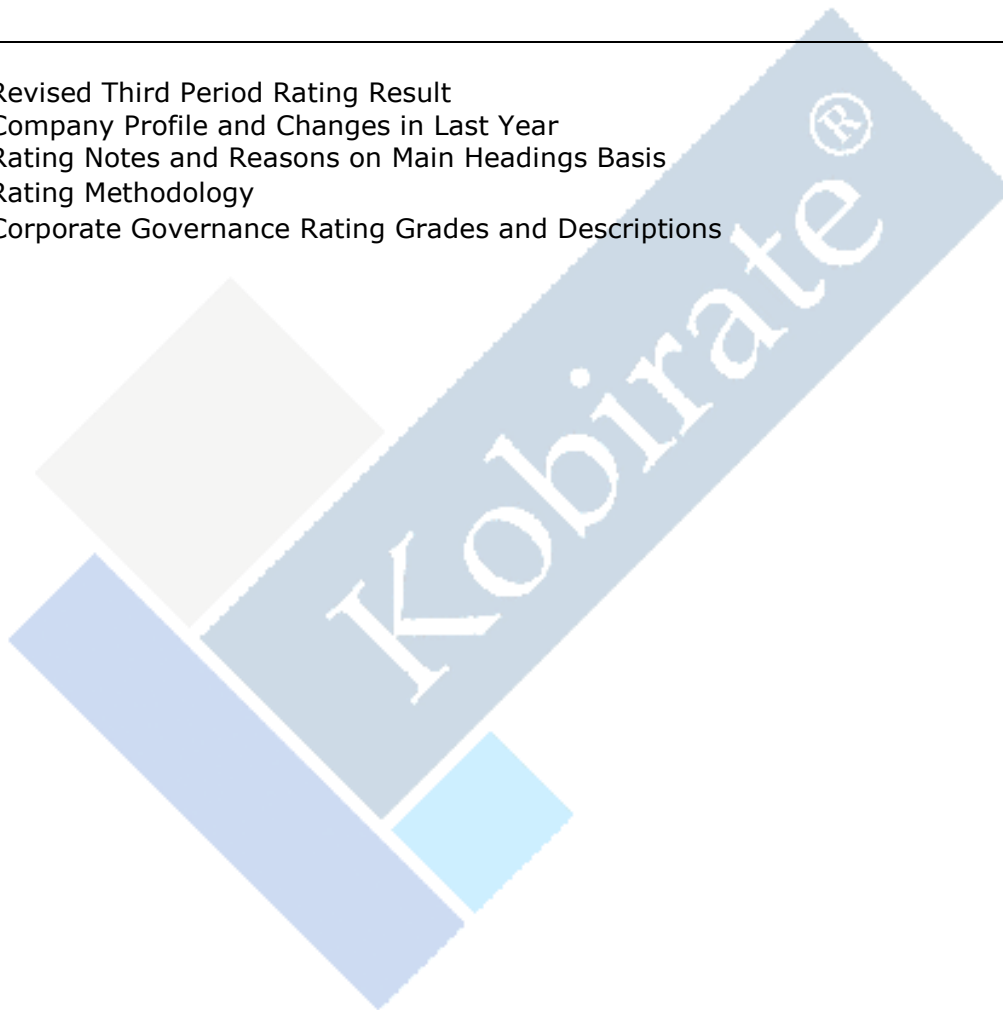 Revised Third Period Rating Result
Company Profile and Changes in Last Year
Rating Notes and Reasons on Main Headings Basis
Rating Methodology
Corporate Governance Rating Grades and Descriptions
Kobirate ®